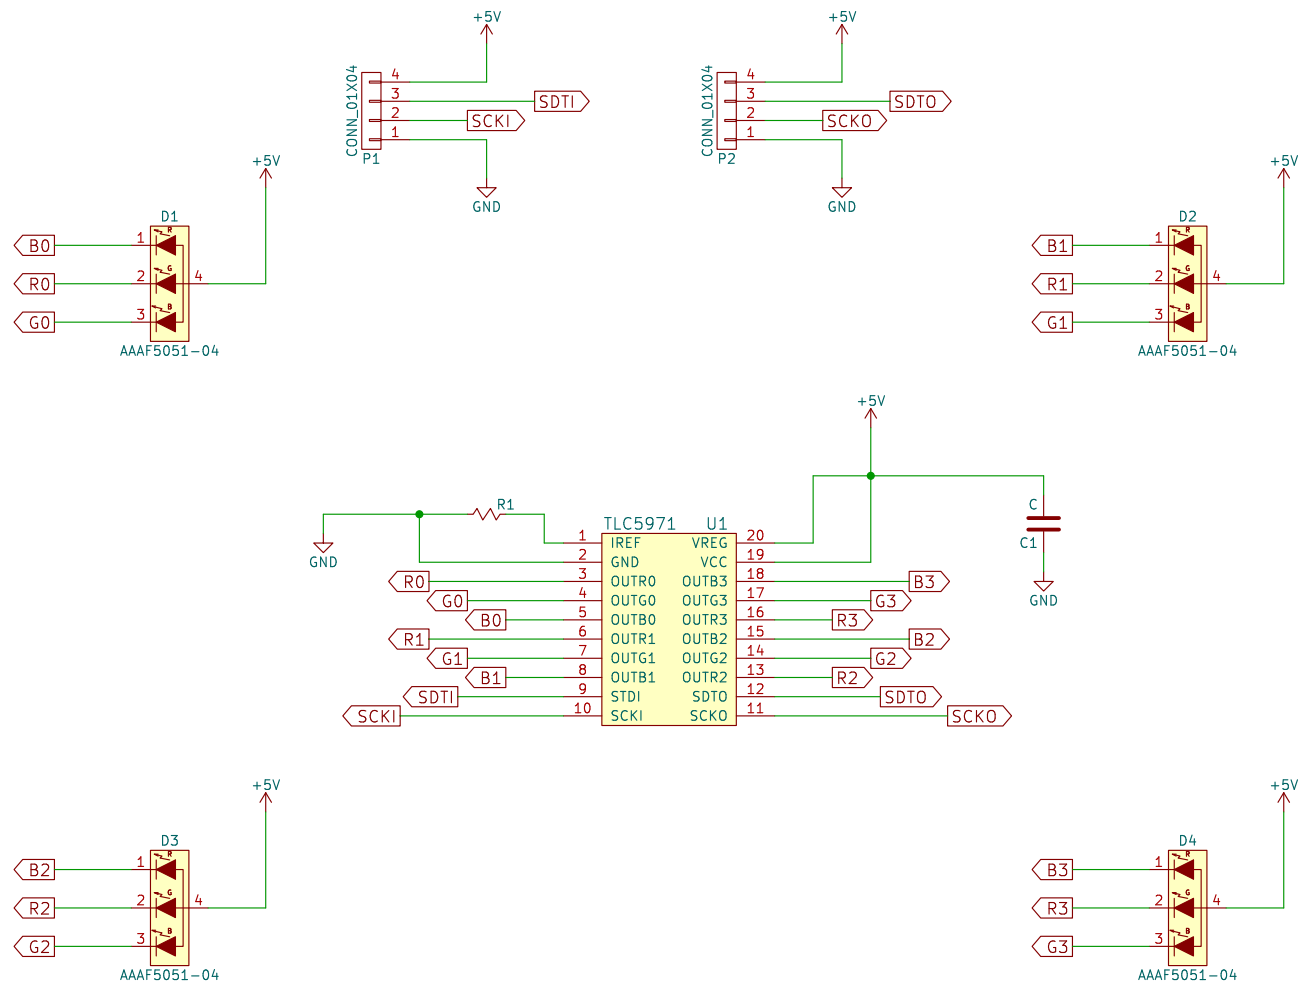 +5V
+5V
CONN_01X04
4
3
2
1
SDTI
SCKI
P1
GND
CONN_01X04
4
3
2
1
SDTO
SCKO
P2
GND
+5V
D1
B0
R0
G0
1
2
3
R
G
B
4
AAAF5051-04
+5V
D2
B1
R1
G1
1
2
3
R
G
B
4
AAAF5051-04
+5V
R1
GND
C
C1
GND
TLC5971 U1
1 IREF VREG 20
2 GND VCC 19
R0 3 OUTR0 OUTB3 18 B3
G0 4 OUTG0 OUTG3 17 G3
B0 5 OUTB0 OUTR3 16 R3
R1 6 OUTR1 OUTB2 15 B2
G1 7 OUTG1 OUTG2 14 G2
B1 8 OUTB1 OUTR2 13 R2
SDTI 9 STDI SDTO 12 SDTO
SCKI 10 SCKI SCKO 11 SCKO
+5V
D3
B2
R2
G2
1
2
3
R
G
B
4
AAAF5051-04
+5V
D4
B3
R3
G3
1
2
3
R
G
B
4
AAAF5051-04